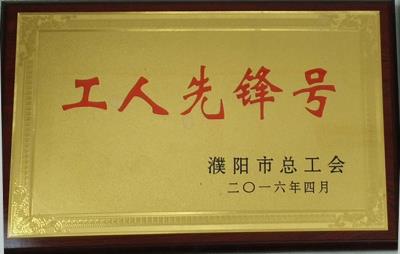 工人先锋号
濮阳市总工会
二〇一六年四月